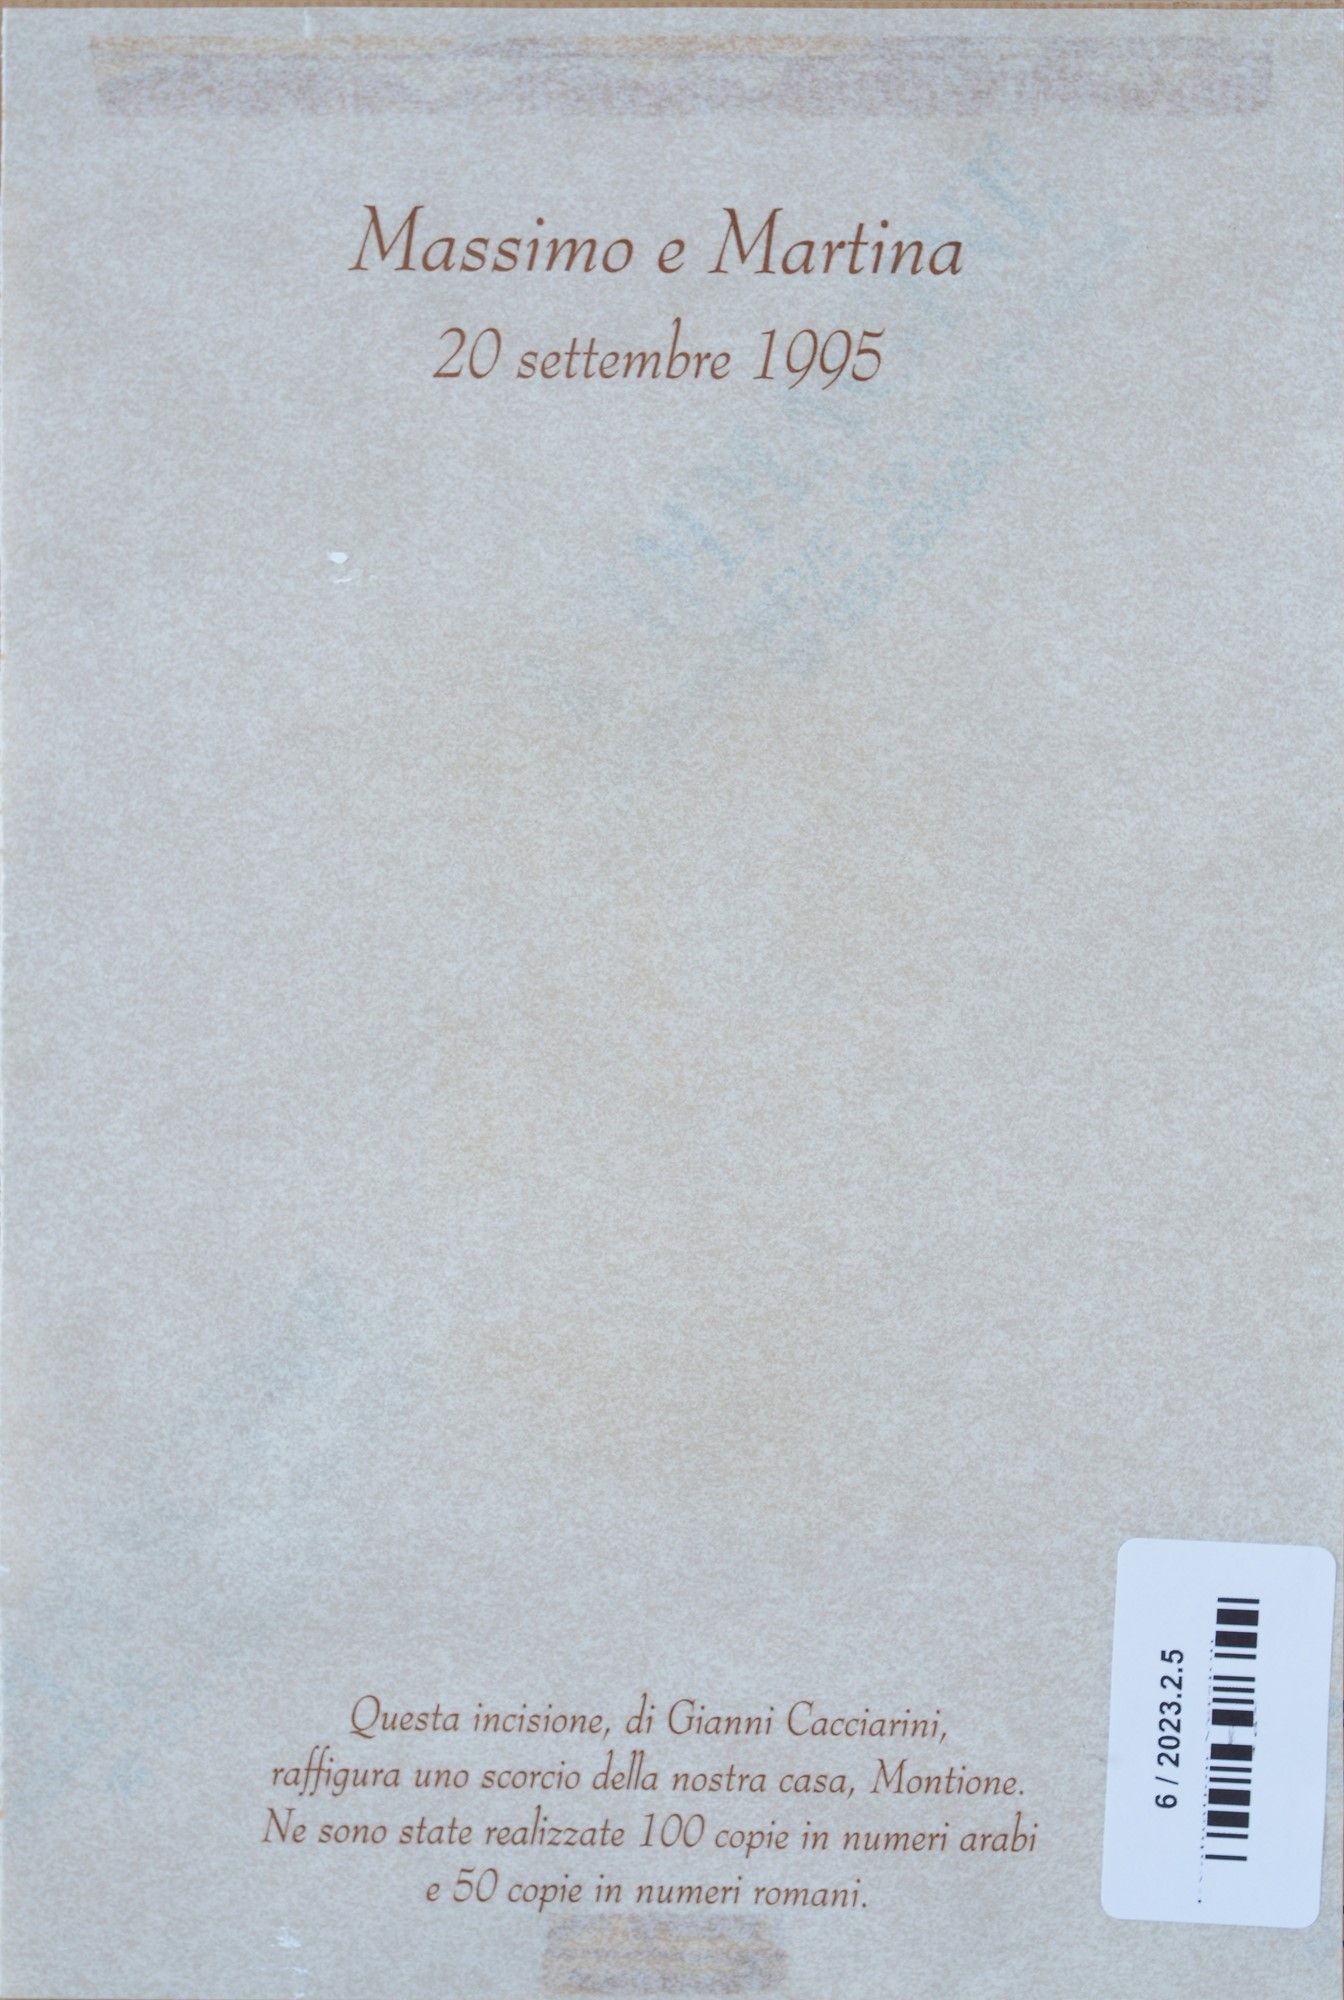 Massimo e Martina
20 settembre 1995
Questa incisione, di Gianni Cacciarini,
raffigura uno scorcio della nostra casa, Montione.
Ne sono state realizzate 100 copie in numeri arabi
e 50 copie in numeri romani.
6 / 2023.2.5